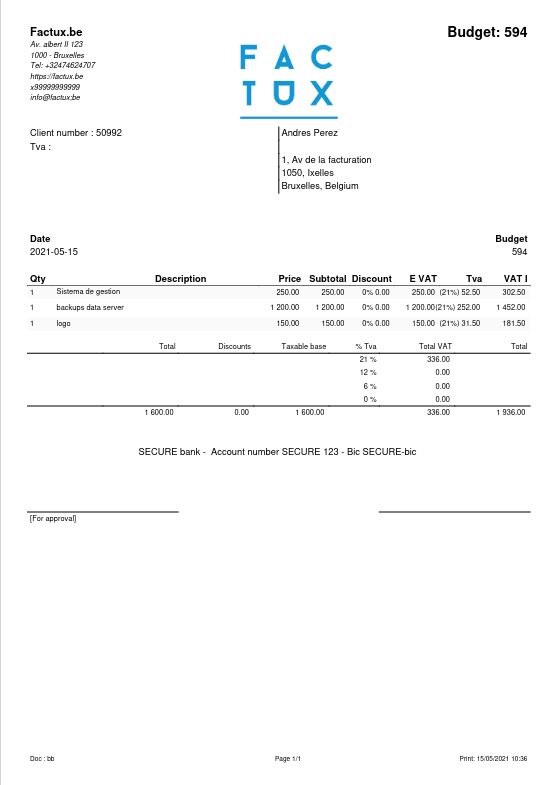 Factux.be
Budget: 594
Av. albert II 123
1000 - Bruxelles
Tel: +32474624707
https://factux.be
x99999999999
info@factux;be
FAC
TUX
Client number : 50992
Tva :
Andres Perez
1, Av de la facturation
1050, Ixelles
Bruxelles, Belgium
Date Budget
2021-05-15 594
Qty Description Price Subtotal Discount E VAT Tva VAT I
1 Sistema de gestion 250.00 250.00 0% 0.00 250.00 (21%) 52.50 302.50
1 backups data server 1 200.00 1 200.00 0% 0.00 1 200.00(21%) 252.00 1 452.00
1 logo 150.00 150.00 0% 0.00 150.00 (21%) 31.50 181.50
Total Discounts Taxable base % Tva Total VAT Total
21 % 336.00
12 % 0.00
6 % 0.00
0 % 0.00
1 600.00 0.00 1 600.00 336.00 1 936.00
SECURE bank - Account number SECURE 123 - Bic SECURE-bic
[For approval]
Doc : bb Page 1/1 Print: 15/05/2021 10:36